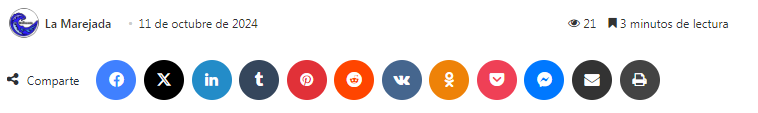 La Marejada 11 de octubre de 2024 21 3 minutos de lectura
Comparte